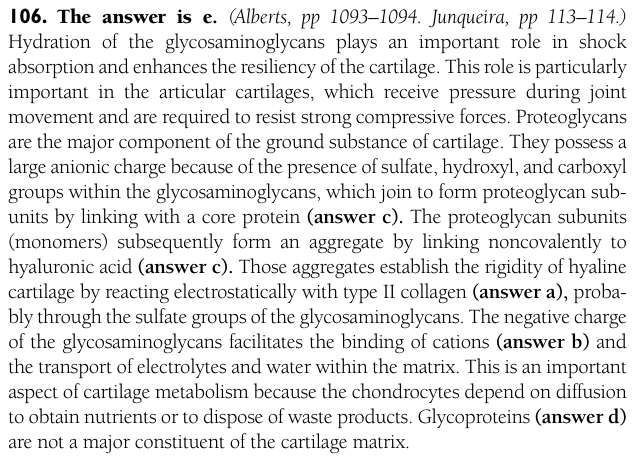 106. The answer is e. (Alberts, pp 1093–1094. Junqueira, pp 113–114.)
Hydration of the glycosaminoglycans plays an important role in shock
absorption and enhances the resiliency of the cartilage. This role is particularly
important in the articular cartilages, which receive pressure during joint
movement and are required to resist strong compressive forces. Proteoglycans
are the major component of the ground substance of cartilage. They possess a
large anionic charge because of the presence of sulfate, hydroxyl, and carboxyl
groups within the glycosaminoglycans, which join to form proteoglycan sub-
units by linking with a core protein (answer c). The proteoglycan subunits
(monomers) subsequently form an aggregate by linking noncovalently to
hyaluronic acid (answer c). Those aggregates establish the rigidity of hyaline
cartilage by reacting electrostatically with type II collagen (answer a), proba-
bly through the sulfate groups of the glycosaminoglycans. The negative charge
of the glycosaminoglycans facilitates the binding of cations (answer b) and
the transport of electrolytes and water within the matrix. This is an important
aspect of cartilage metabolism because the chondrocytes depend on diffusion
to obtain nutrients or to dispose of waste products. Glycoproteins (answer d)
are not a major constituent of the cartilage matrix.